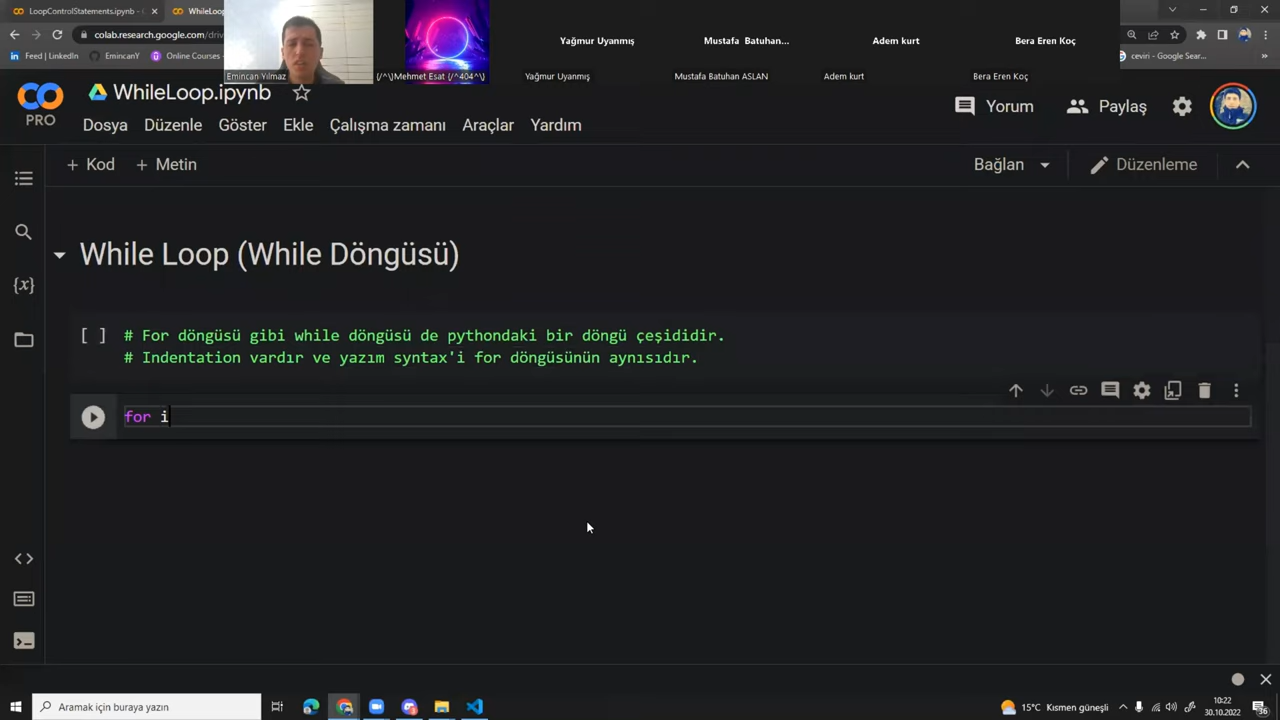 LoopControlStatements.ipynb - C
WhileLoo
colab.research.google.com/driv
Feed | LinkedIn
EmincanY
Online Courses -
ceviri - Google Sear...
Emincan Yılmaz
(/^\)Mehmet Esat (/^404^\)
Yağmur Uyanmış
Yağmur Uyanmış
Mustafa Batuhan...
Mustafa Batuhan ASLAN
Adem kurt
Adem kurt
Bera Eren Koç
Bera Eren Koç
PRO
WhileLoop.ipynb
Yorum
Paylaş
Dosya Düzenle Göster Ekle Çalışma zamanı Araçlar Yardım
+ Kod + Metin
Bağlan
Düzenleme
{x}
While Loop (While Döngüsü)
[ ] # For döngüsü gibi while döngüsü de pythondaki bir döngü çeşididir.
# Indentation vardır ve yazım syntax'i for döngüsünün aynısıdır.
for i
Aramak için buraya yazın
15°C Kısmen güneşli
10:22
30.10.2022